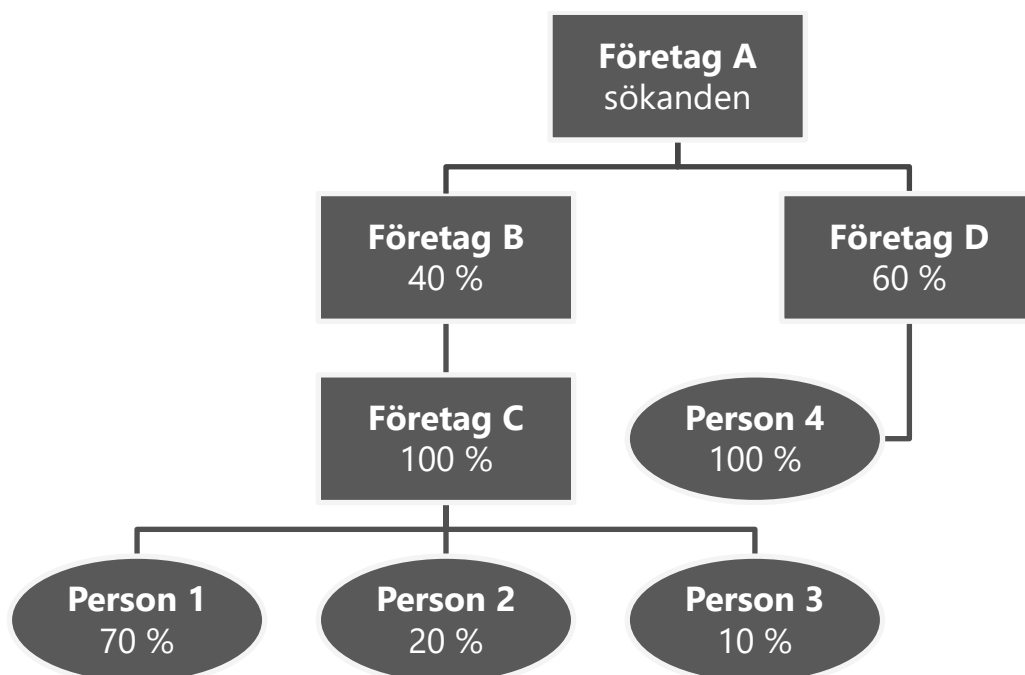 Företag A
sökanden
Företag B
40 %
Företag D
60 %
Företag C
100 %
Person 4
100 %
Person 1
70 %
Person 2
20 %
Person 3
10 %